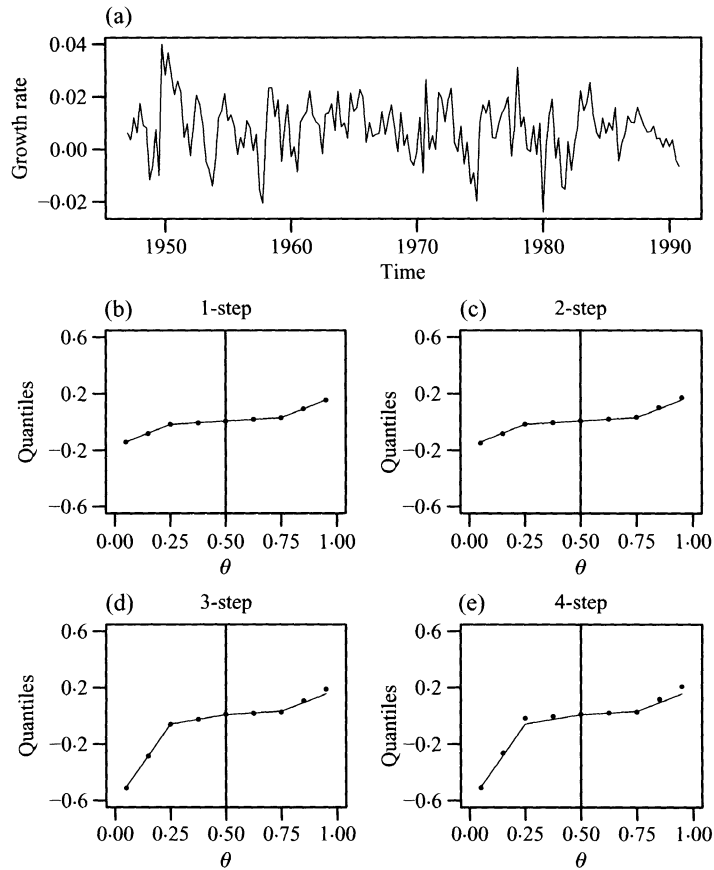 (a)
Growth rate
0·04
0·02
0·00
−0·02
1950 1960 1970 1980 1990
Time
(b) 1-step
Quantiles
0·6
0·2
−0·2
−0·6
0·00 0·25 0·50 0·75 1·00
θ
(c) 2-step
Quantiles
0·6
0·2
−0·2
−0·6
0·00 0·25 0·50 0·75 1·00
θ
(d) 3-step
Quantiles
0·6
0·2
−0·2
−0·6
0·00 0·25 0·50 0·75 1·00
θ
(e) 4-step
Quantiles
0·6
0·2
−0·2
−0·6
0·00 0·25 0·50 0·75 1·00
θ